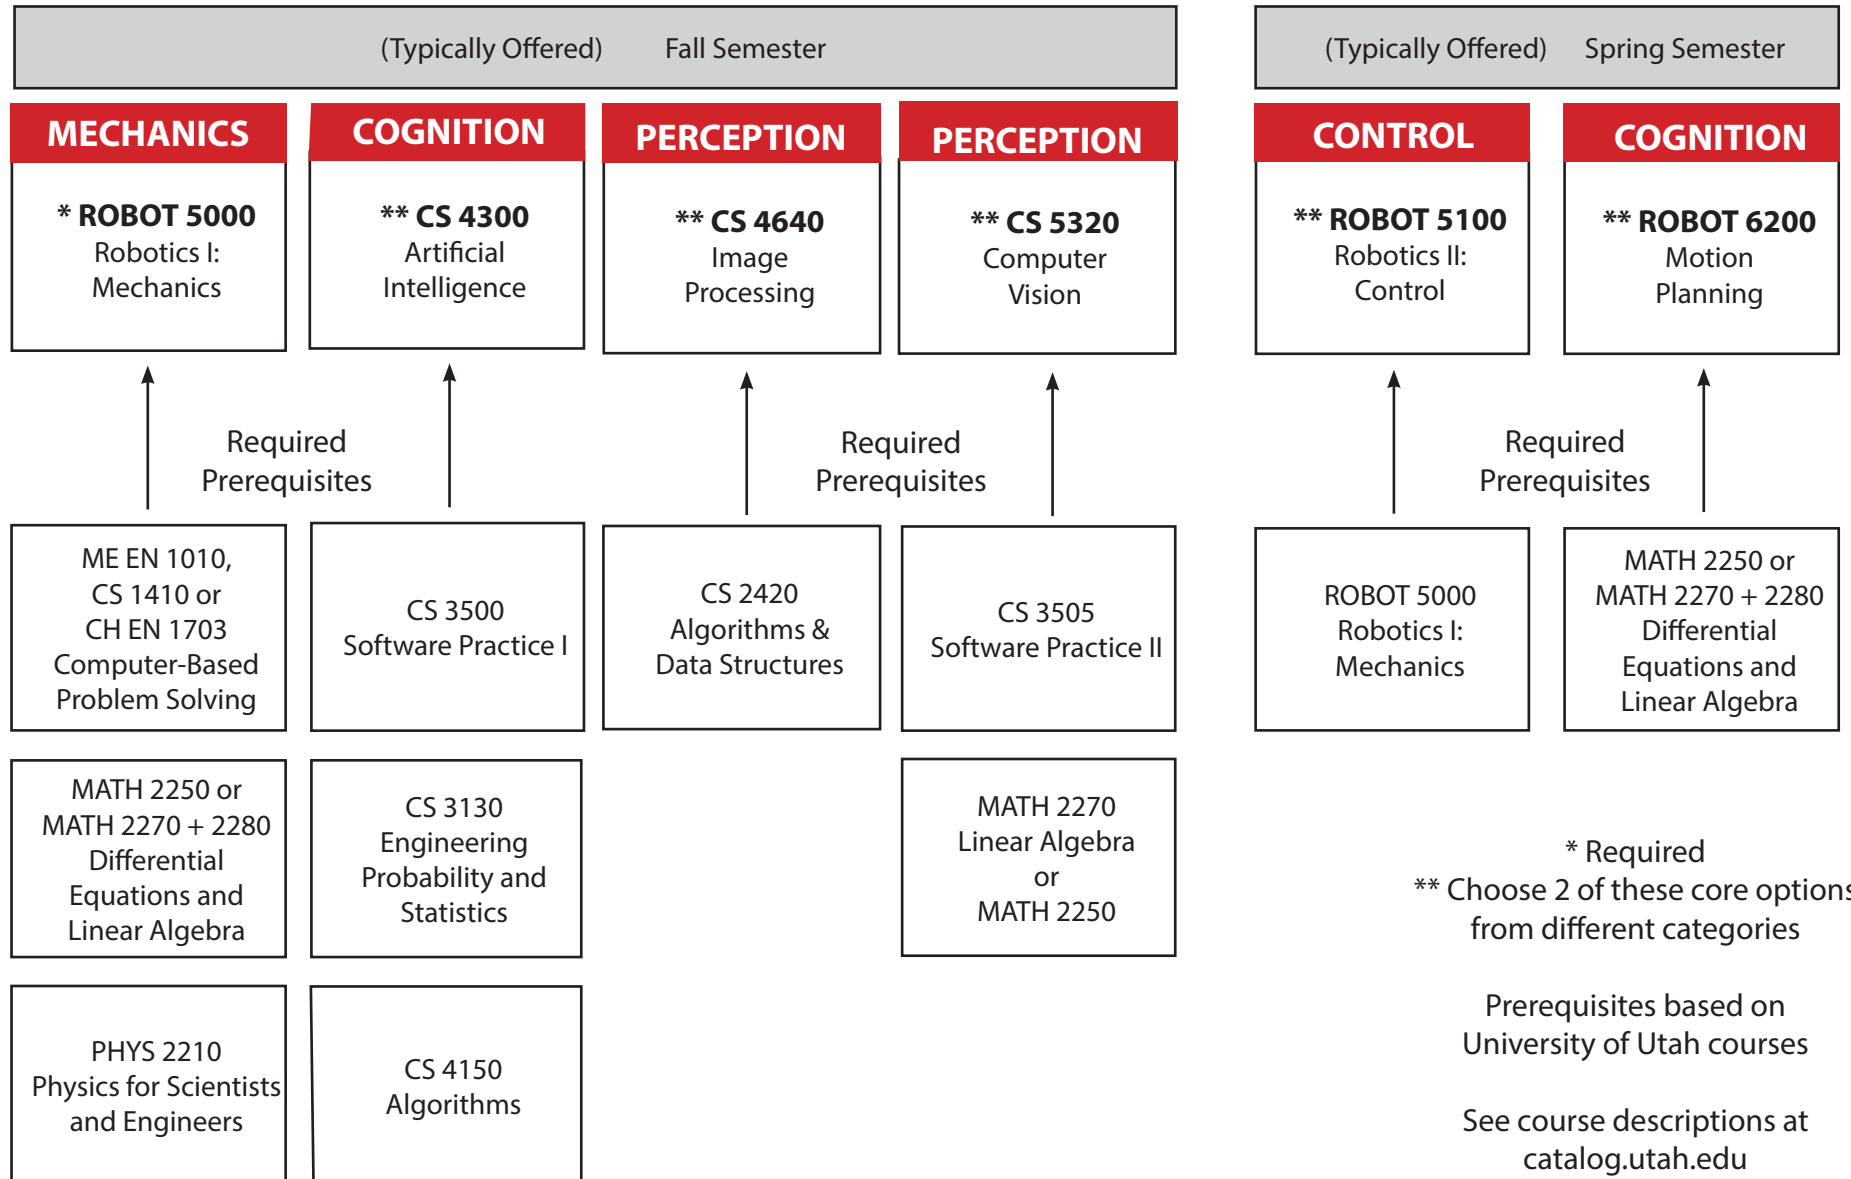 (Typically Offered) Fall Semester
MECHANICS
* ROBOT 5000
Robotics I:
Mechanics
COGNITION
** CS 4300
Artificial
Intelligence
PERCEPTION
** CS 4640
Image
Processing
PERCEPTION
** CS 5320
Computer
Vision
Required
Prerequisites
Required
Prerequisites
ME EN 1010,
CS 1410 or
CH EN 1703
Computer-Based
Problem Solving
CS 3500
Software Practice I
CS 2420
Algorithms &
Data Structures
CS 3505
Software Practice II
MATH 2250 or
MATH 2270 + 2280
Differential
Equations and
Linear Algebra
CS 3130
Engineering
Probability and
Statistics
MATH 2270
Linear Algebra
or
MATH 2250
PHYS 2210
Physics for Scientists
and Engineers
CS 4150
Algorithms
(Typically Offered) Spring Semester
CONTROL
** ROBOT 5100
Robotics II:
Control
COGNITION
** ROBOT 6200
Motion
Planning
Required
Prerequisites
ROBOT 5000
Robotics I:
Mechanics
MATH 2250 or
MATH 2270 + 2280
Differential
Equations and
Linear Algebra
* Required
** Choose 2 of these core options
from different categories
Prerequisites based on
University of Utah courses
See course descriptions at
catalog.utah.edu